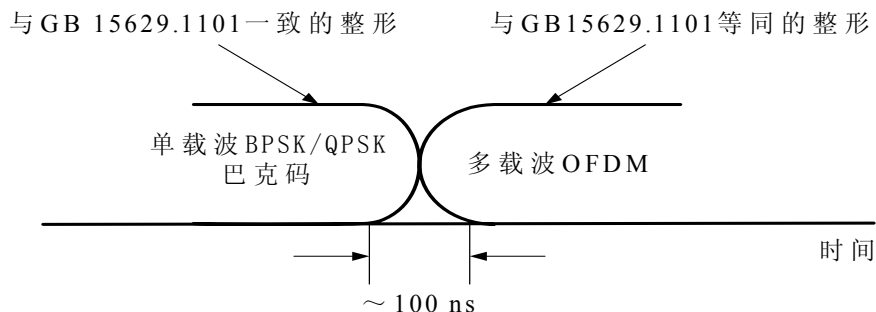 与GB 15629.1101一致的整形
与GB15629.1101等同的整形
单载波BPSK/QPSK
巴克码
多载波OFDM
时间
～100 ns